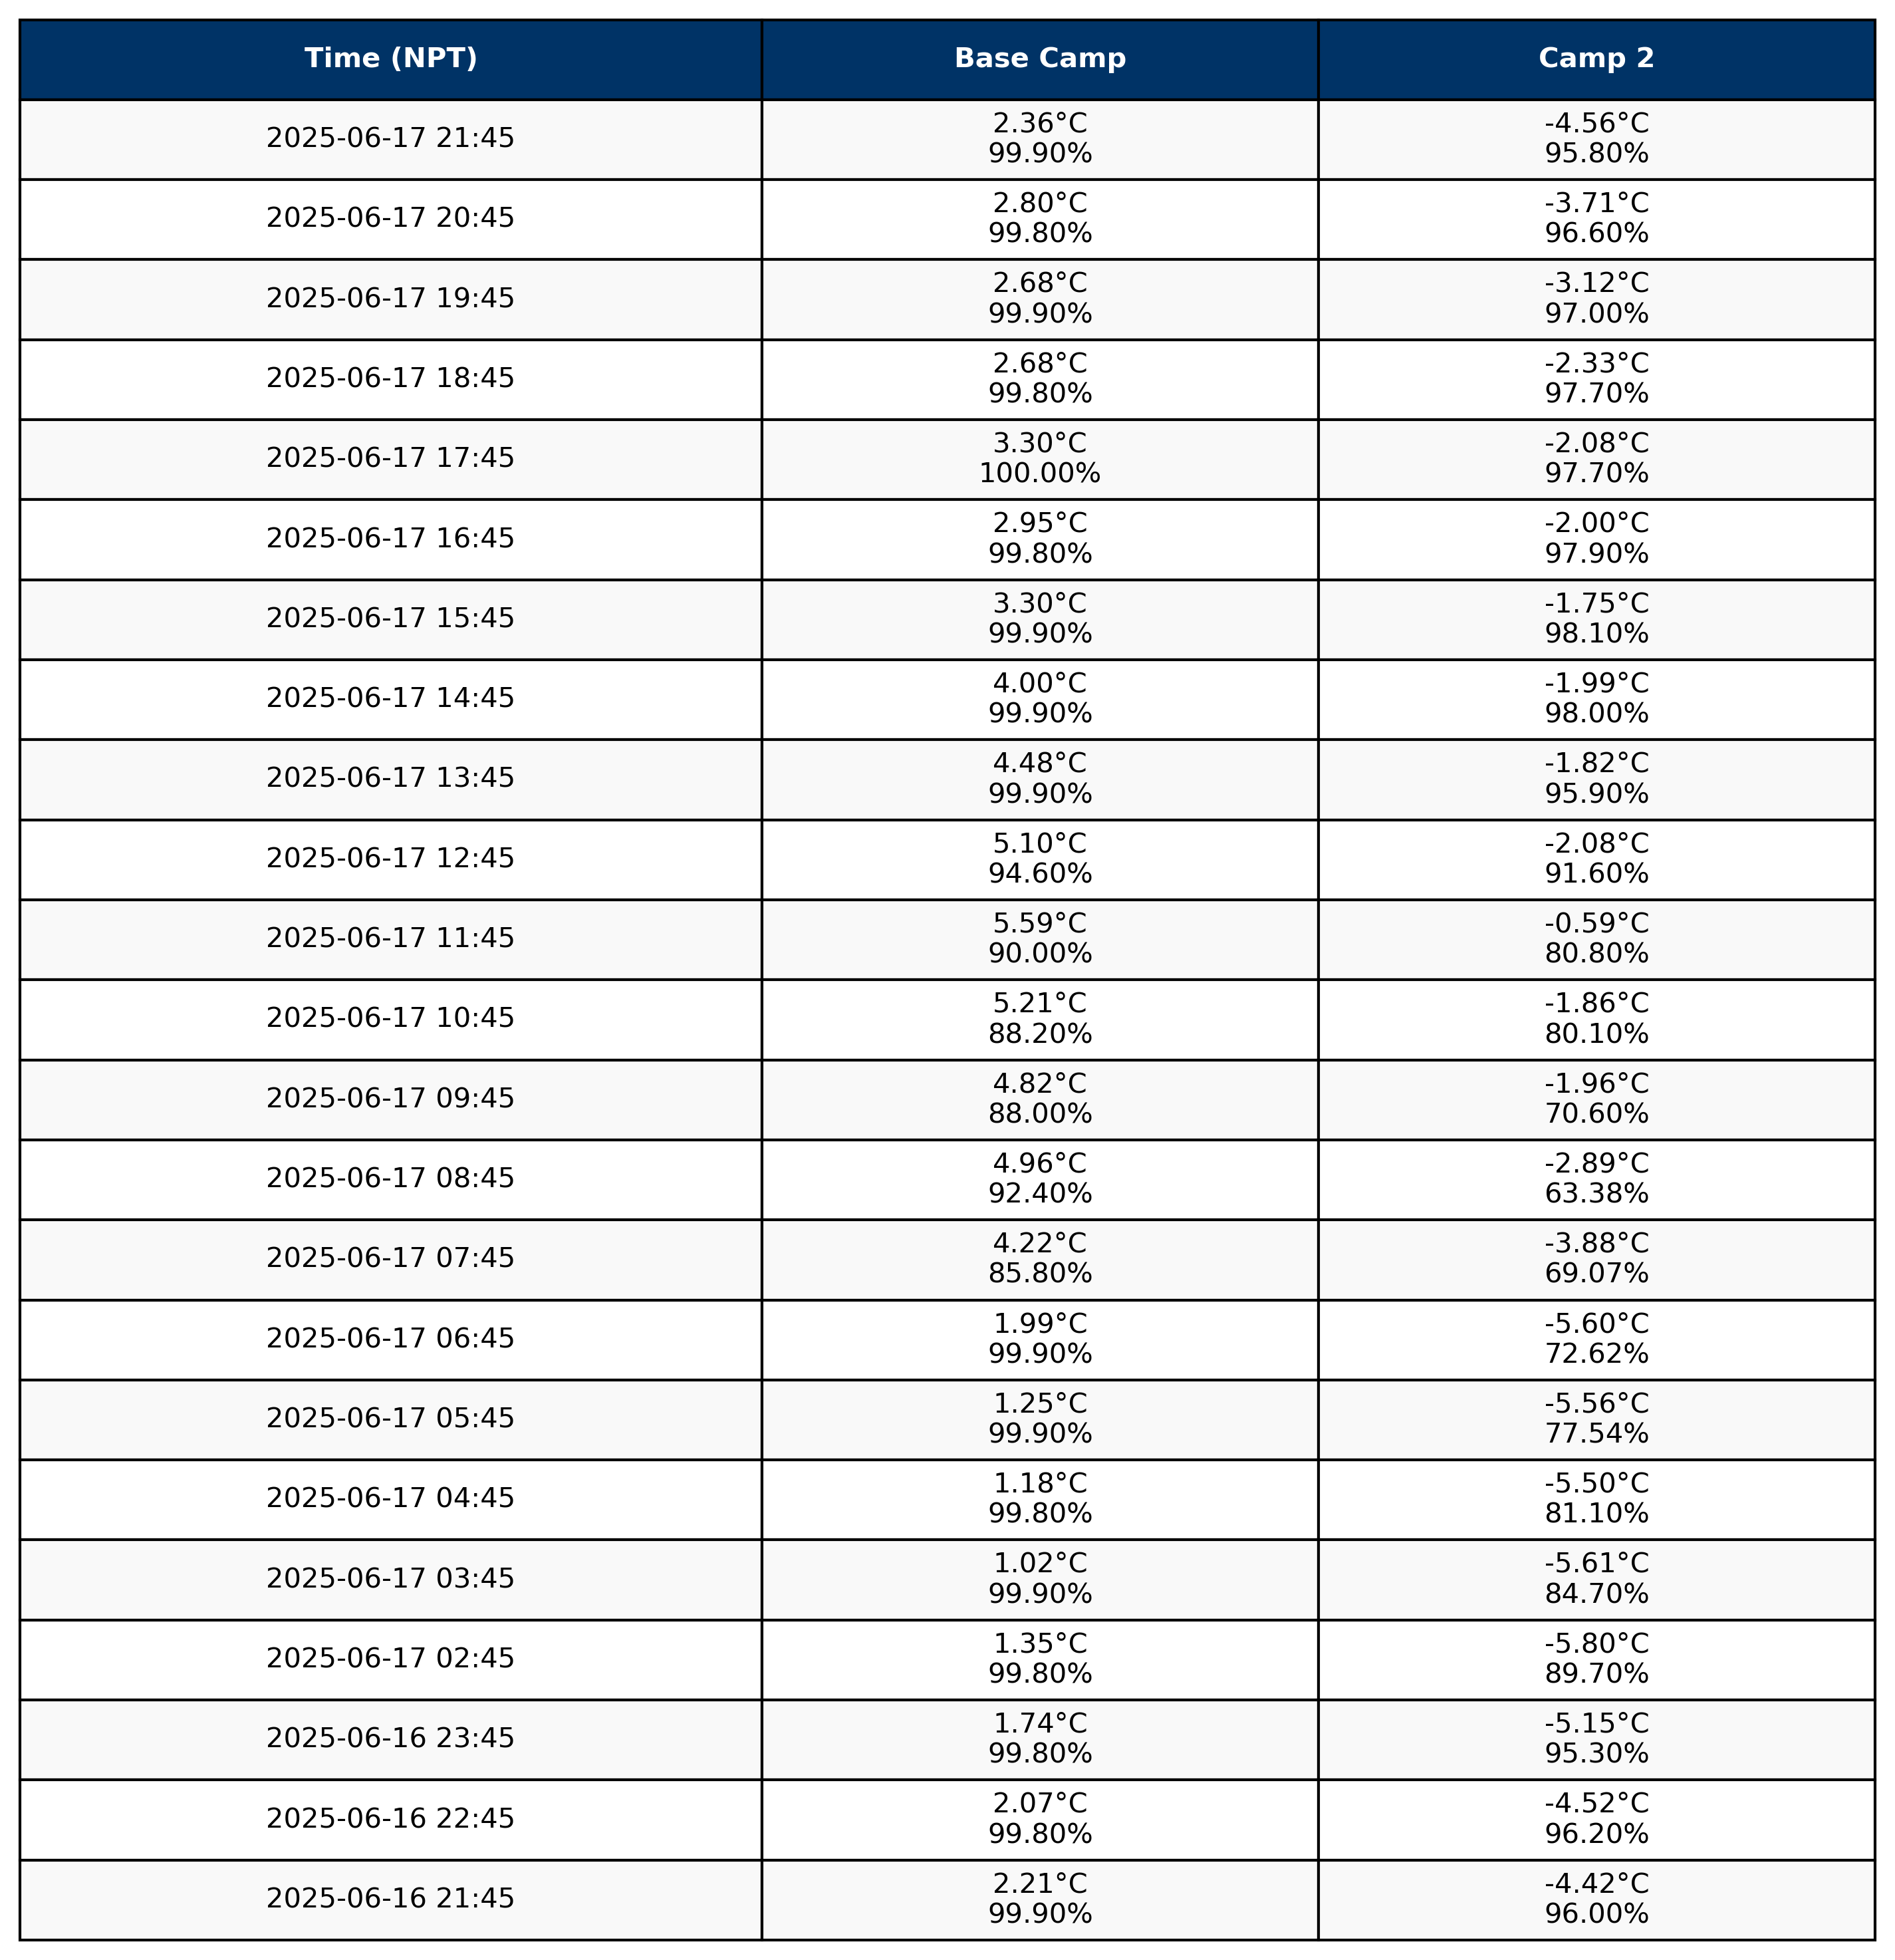 Time (NPT) Base Camp Camp 2
2025-06-17 21:45 2.36°C -4.56°C
99.90% 95.80%
2025-06-17 20:45 2.80°C -3.71°C
99.80% 96.60%
2025-06-17 19:45 2.68°C -3.12°C
99.90% 97.00%
2025-06-17 18:45 2.68°C -2.33°C
99.80% 97.70%
2025-06-17 17:45 3.30°C -2.08°C
100.00% 97.70%
2025-06-17 16:45 2.95°C -2.00°C
99.80% 97.90%
2025-06-17 15:45 3.30°C -1.75°C
99.90% 98.10%
2025-06-17 14:45 4.00°C -1.99°C
99.90% 98.00%
2025-06-17 13:45 4.48°C -1.82°C
99.90% 95.90%
2025-06-17 12:45 5.10°C -2.08°C
94.60% 91.60%
2025-06-17 11:45 5.59°C -0.59°C
90.00% 80.80%
2025-06-17 10:45 5.21°C -1.86°C
88.20% 80.10%
2025-06-17 09:45 4.82°C -1.96°C
88.00% 70.60%
2025-06-17 08:45 4.96°C -2.89°C
92.40% 63.38%
2025-06-17 07:45 4.22°C -3.88°C
85.80% 69.07%
2025-06-17 06:45 1.99°C -5.60°C
99.90% 72.62%
2025-06-17 05:45 1.25°C -5.56°C
99.90% 77.54%
2025-06-17 04:45 1.18°C -5.50°C
99.80% 81.10%
2025-06-17 03:45 1.02°C -5.61°C
99.90% 84.70%
2025-06-17 02:45 1.35°C -5.80°C
99.80% 89.70%
2025-06-16 23:45 1.74°C -5.15°C
99.80% 95.30%
2025-06-16 22:45 2.07°C -4.52°C
99.80% 96.20%
2025-06-16 21:45 2.21°C -4.42°C
99.90% 96.00%